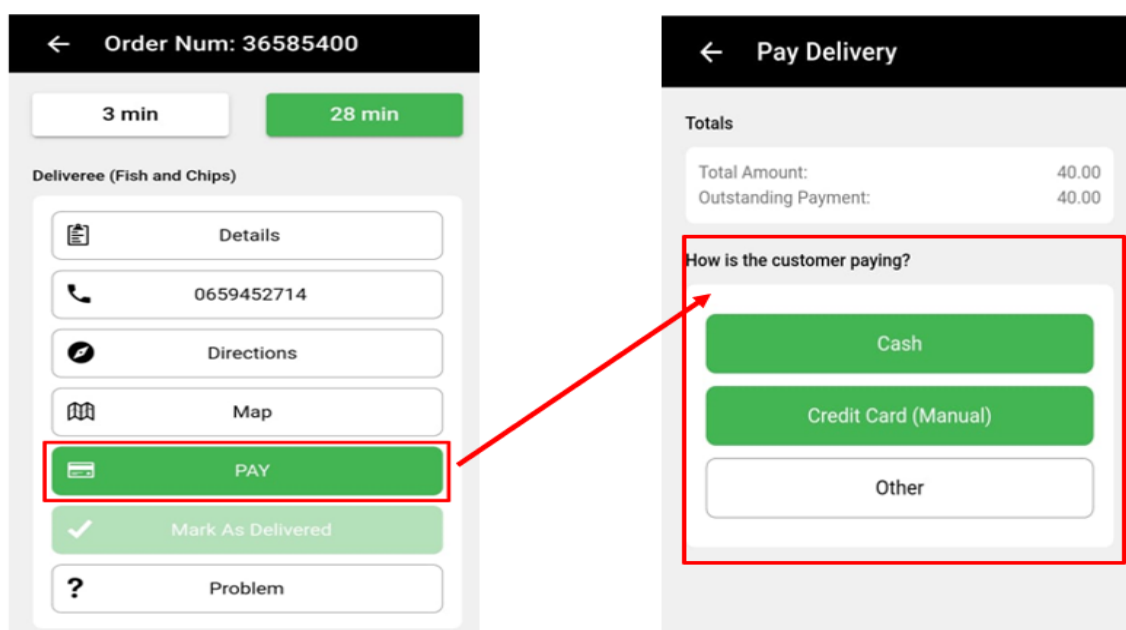 Order Num: 36585400
3 min
28 min
Deliveree (Fish and Chips)
Details
0659452714
Directions
Map
PAY
Mark As Delivered
? Problem
Pay Delivery
Totals
Total Amount: 40.00
Outstanding Payment: 40.00
How is the customer paying?
Cash
Credit Card (Manual)
Other